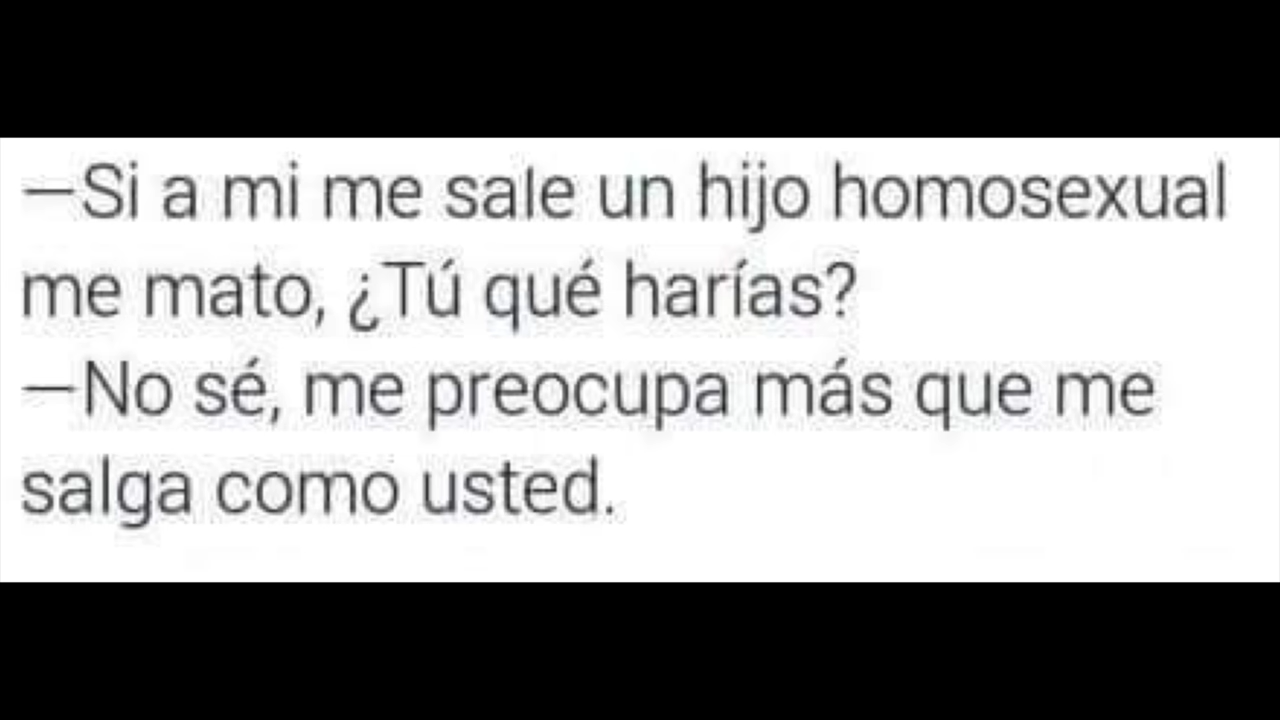 —Si a mi me sale un hijo homosexual
me mato, ¿Tú qué harías?
—No sé, me preocupa más que me
salga como usted.